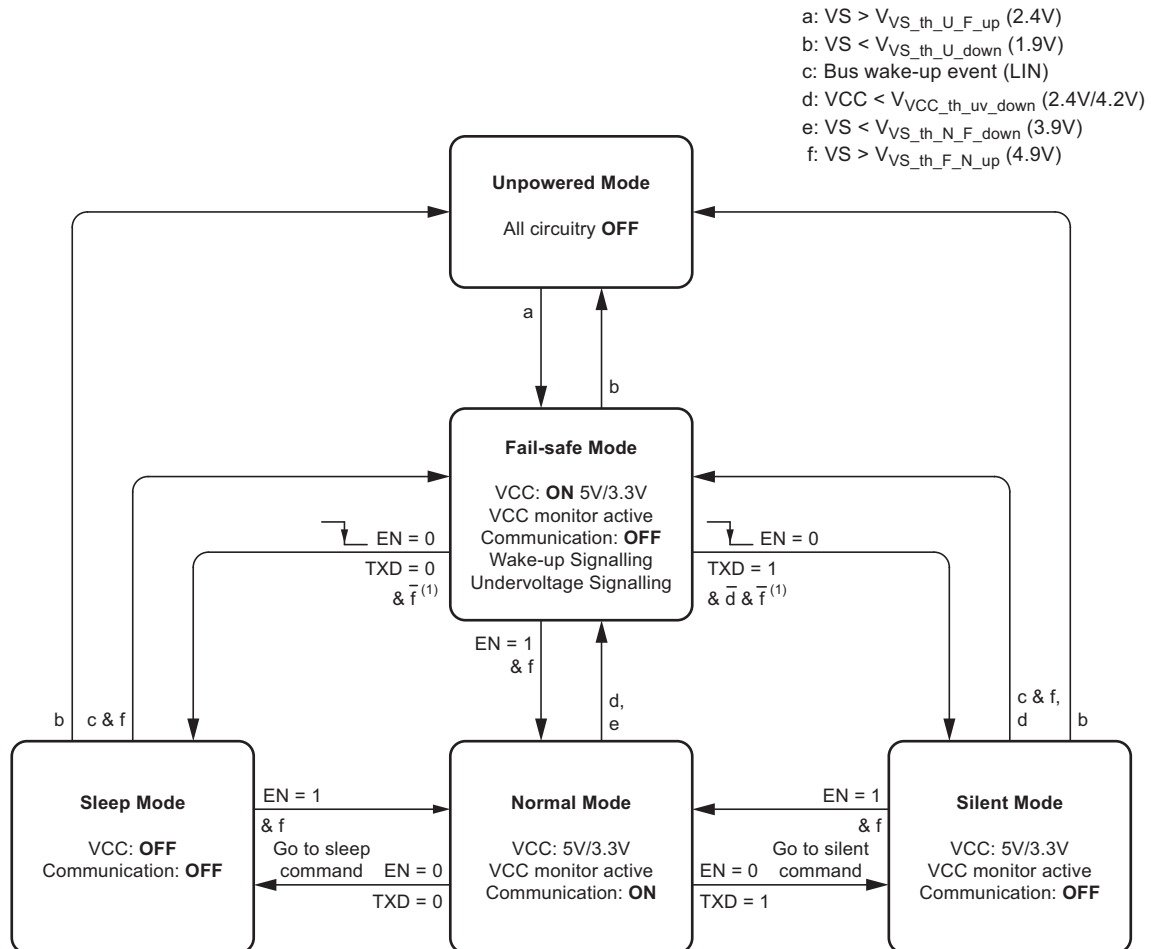 a: VS > V_VS_th_U_F_up (2.4V)
b: VS < V_VS_th_U_down (1.9V)
c: Bus wake-up event (LIN)
d: VCC < V_VCC_th_uv_down (2.4V/4.2V)
e: VS < V_VS_th_N_F_down (3.9V)
f: VS > V_VS_th_F_N_up (4.9V)
Unpowered Mode
All circuitry OFF
a
b
Fail-safe Mode
VCC: ON 5V/3.3V
VCC monitor active
Communication: OFF
Wake-up Signalling
Undervoltage Signalling
EN = 0
TXD = 0
& f̅ (1)
EN = 0
TXD = 1
& d̅ & f̅ (1)
EN = 1
& f
d,
e
b
c & f
c & f,
d
b
Sleep Mode
VCC: OFF
Communication: OFF
EN = 1
& f
Go to sleep
command
EN = 0
TXD = 0
Normal Mode
VCC: 5V/3.3V
VCC monitor active
Communication: ON
EN = 1
& f
Go to silent
command
EN = 0
TXD = 1
Silent Mode
VCC: 5V/3.3V
VCC monitor active
Communication: OFF